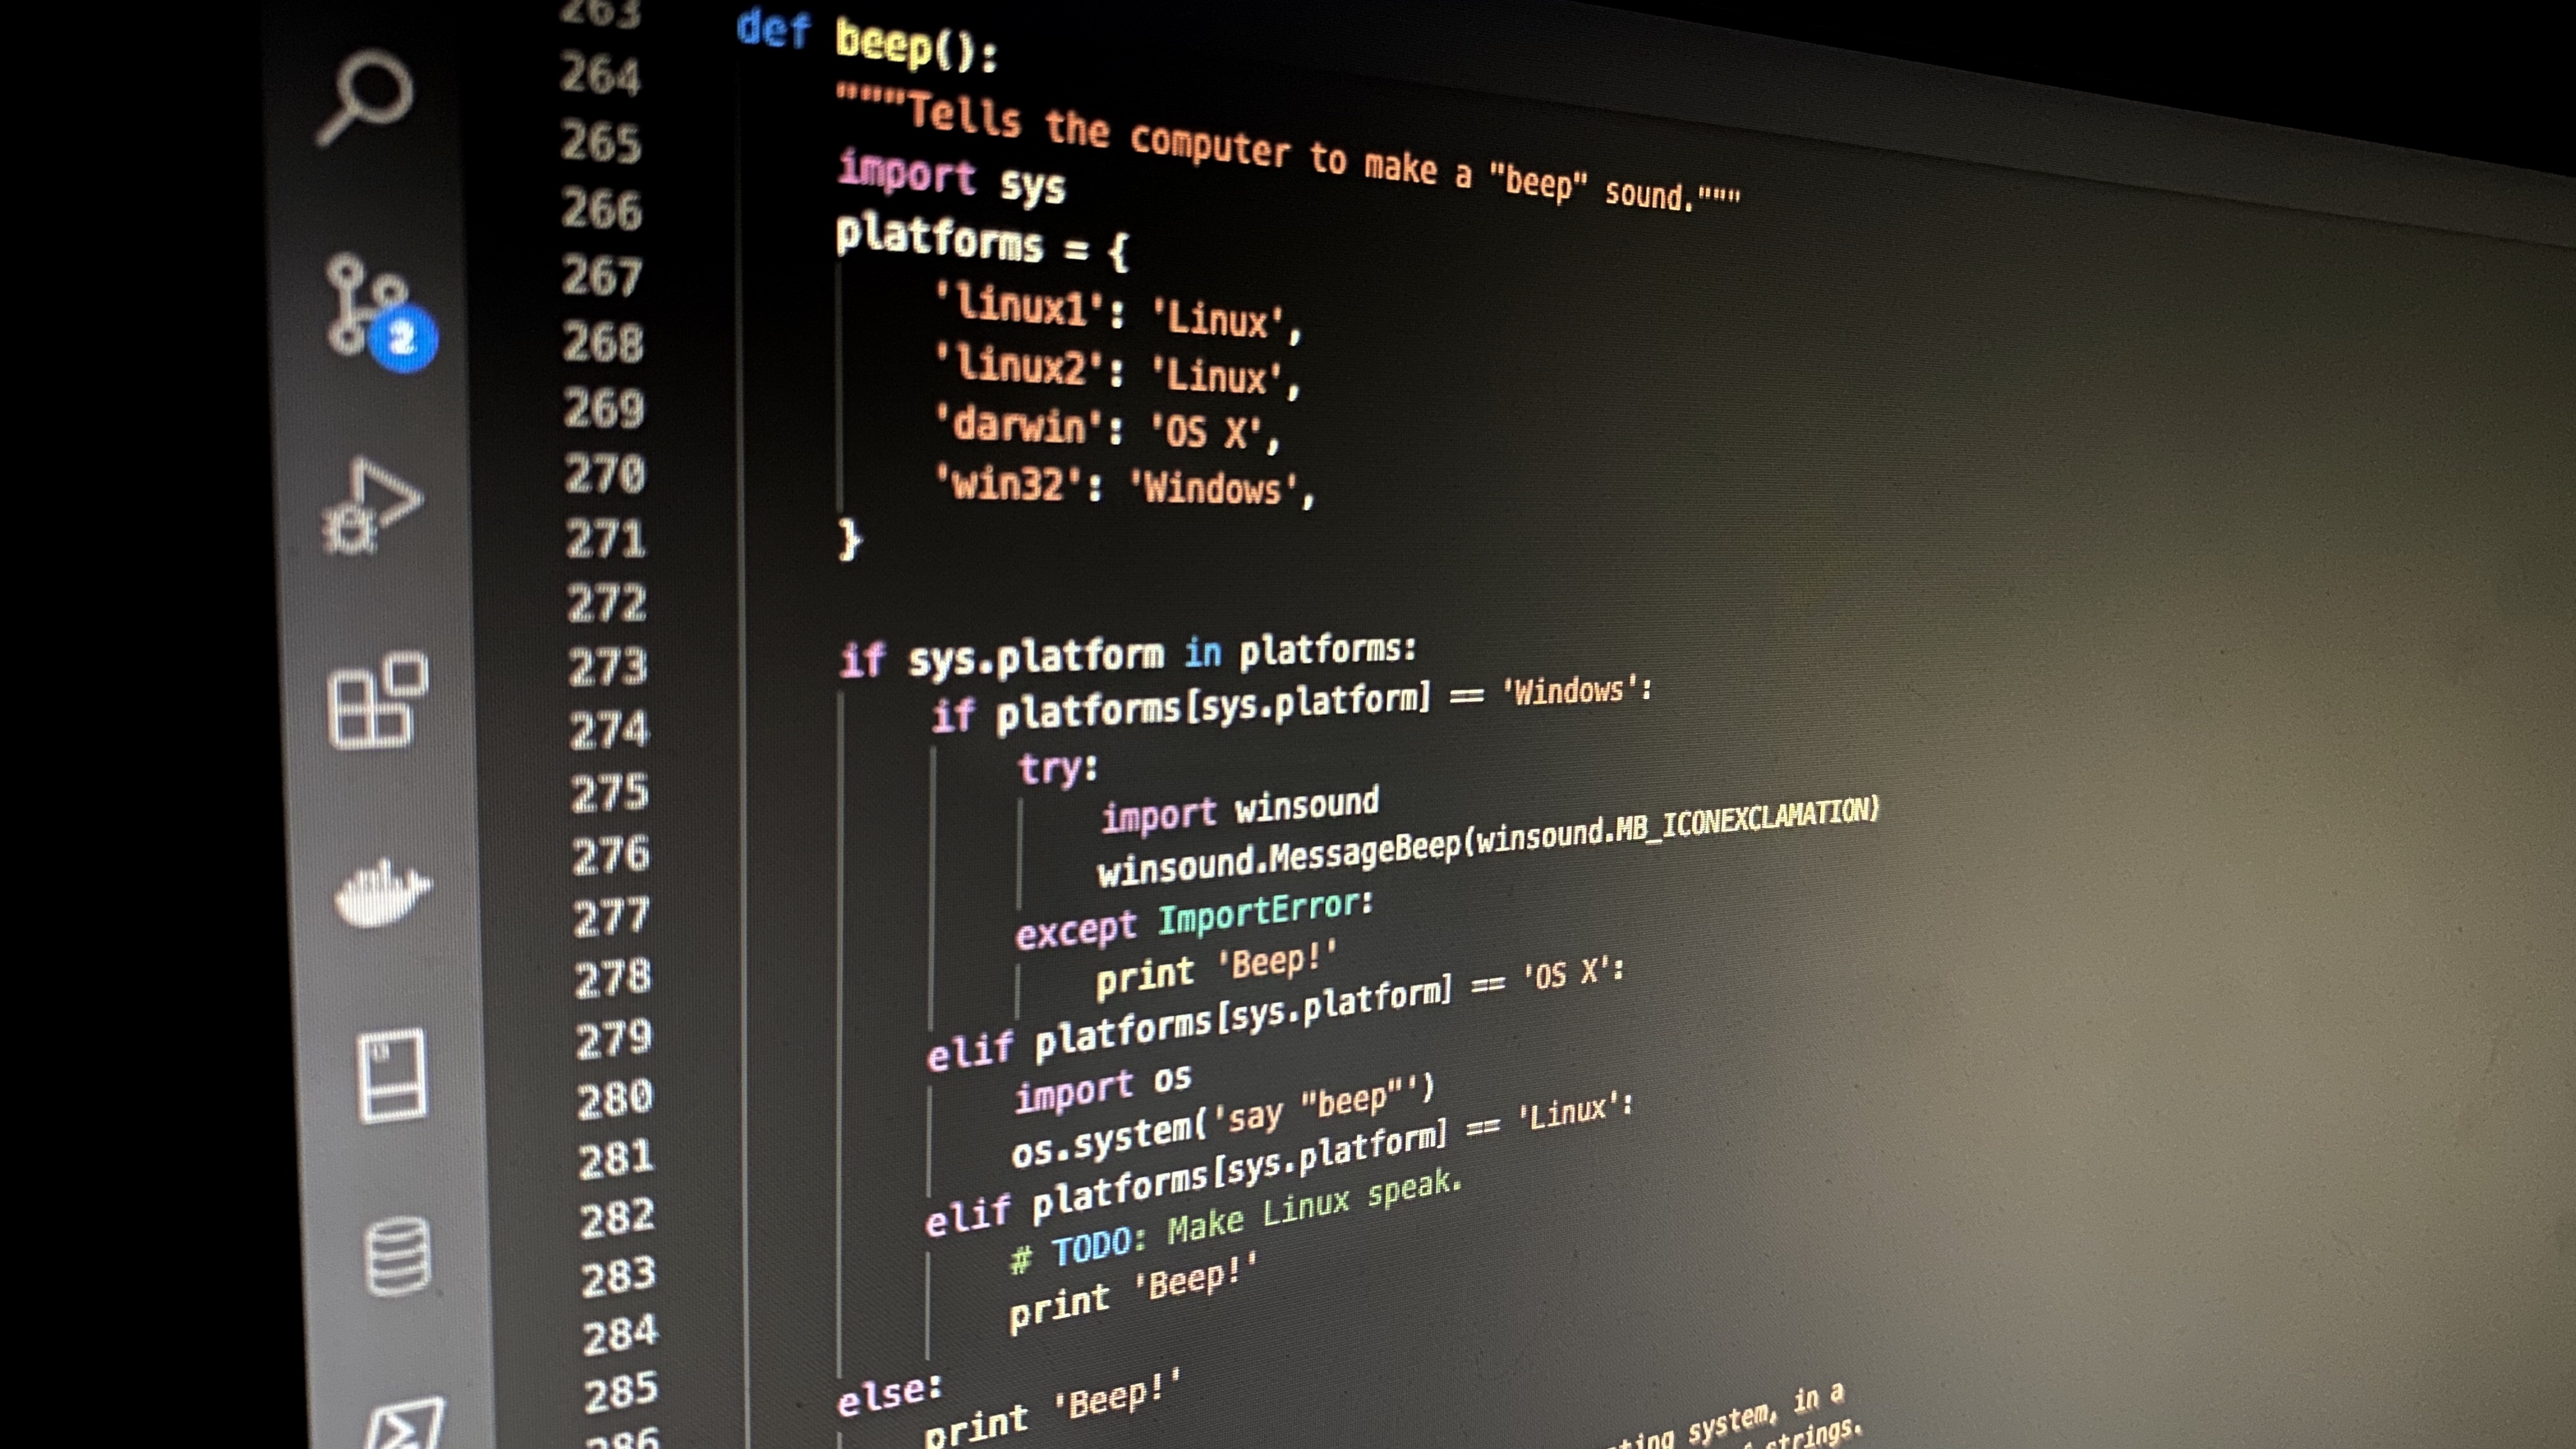 263
def beep():
264
"""Tells the computer to make a "beep" sound."""
265
import sys
266
platforms = {
267
'linux1': 'Linux',
268
'linux2': 'Linux',
269
'darwin': 'OS X',
270
'win32': 'Windows',
271
}
272
273
if sys.platform in platforms:
274
if platforms[sys.platform] == 'Windows':
275
try:
276
import winsound
winsound.MessageBeep(winsound.MB_ICONEXCLAMATION)
277
except ImportError:
278
print 'Beep!'
279
elif platforms[sys.platform] == 'OS X':
280
import os
281
os.system('say "beep"')
282
elif platforms[sys.platform] == 'Linux':
283
# TODO: Make Linux speak.
284
print 'Beep!'
285
else:
286
print 'Beep!'
system, in a
strings.
2